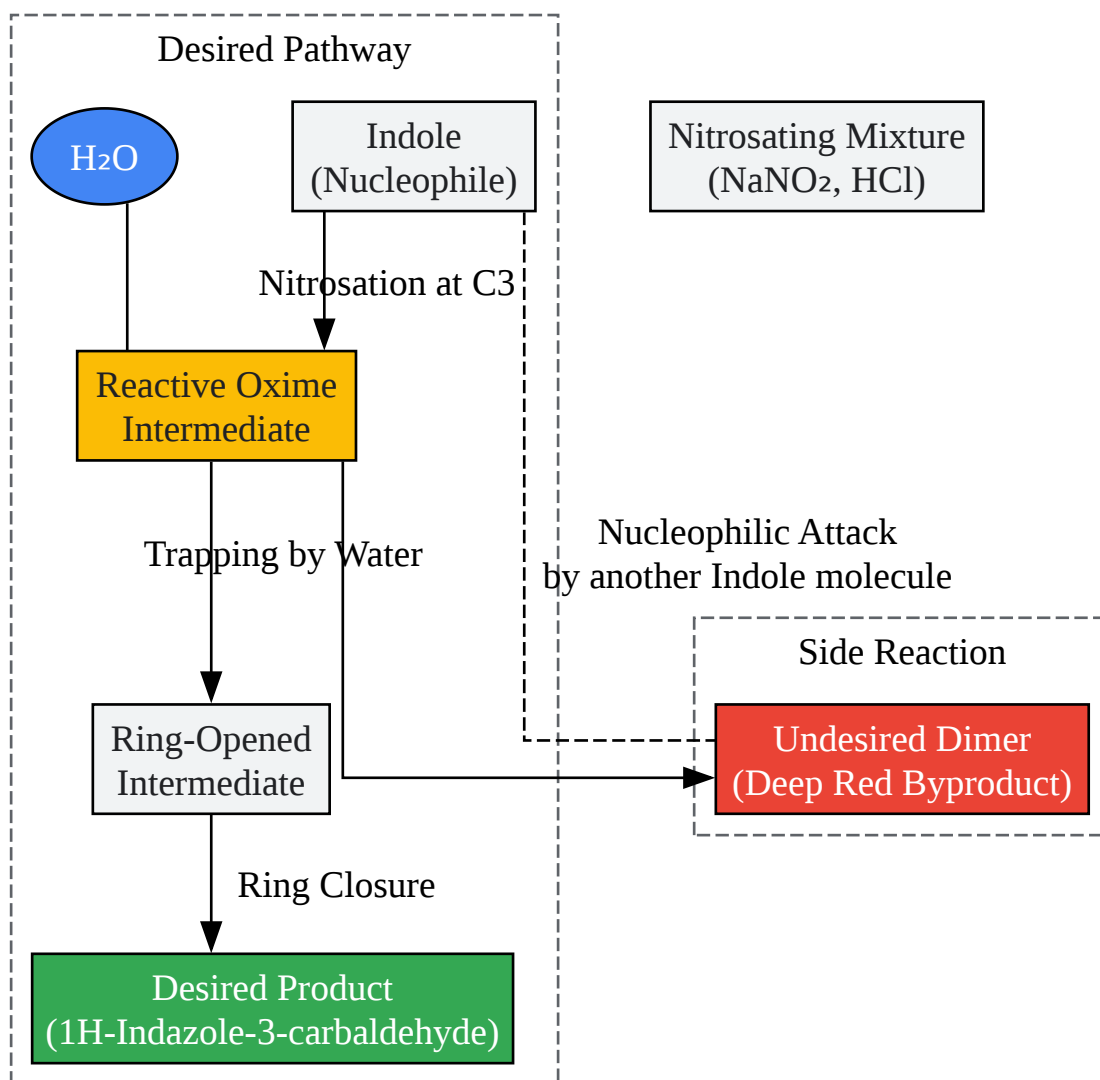 Desired Pathway
H₂O
Indole
(Nucleophile)
Nitrosating Mixture
(NaNO₂, HCl)
Nitrosation at C3
Reactive Oxime
Intermediate
Trapping by Water
Nucleophilic Attack
by another Indole molecule
Side Reaction
Ring-Opened
Intermediate
Undesired Dimer
(Deep Red Byproduct)
Ring Closure
Desired Product
(1H-Indazole-3-carbaldehyde)